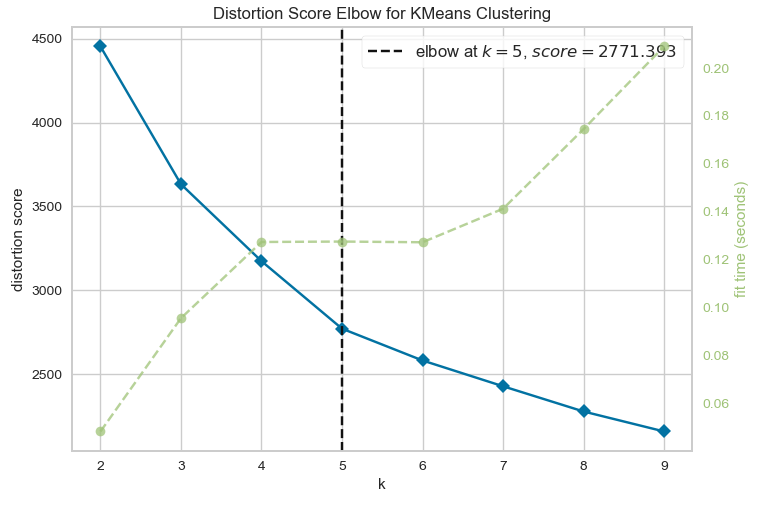 Distortion Score Elbow for KMeans Clustering
elbow at k = 5, score = 2771.393
distortion score
4500
4000
3500
3000
2500
0.20
0.18
0.16
0.14
0.12
0.10
0.08
0.06
fit time (seconds)
2 3 4 5 6 7 8 9
k